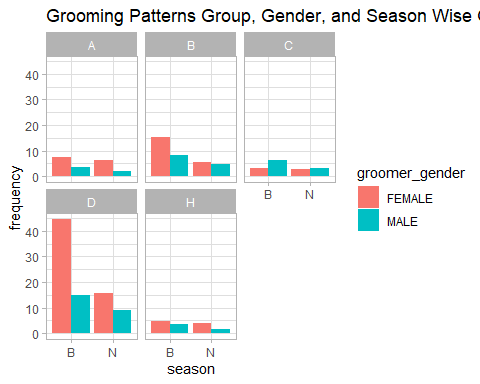 Grooming Patterns Group, Gender, and Season Wise
A B C
40
30
20
10
0
B N
D H
40
30
20
10
0
B N B N
frequency
season
groomer_gender
FEMALE
MALE